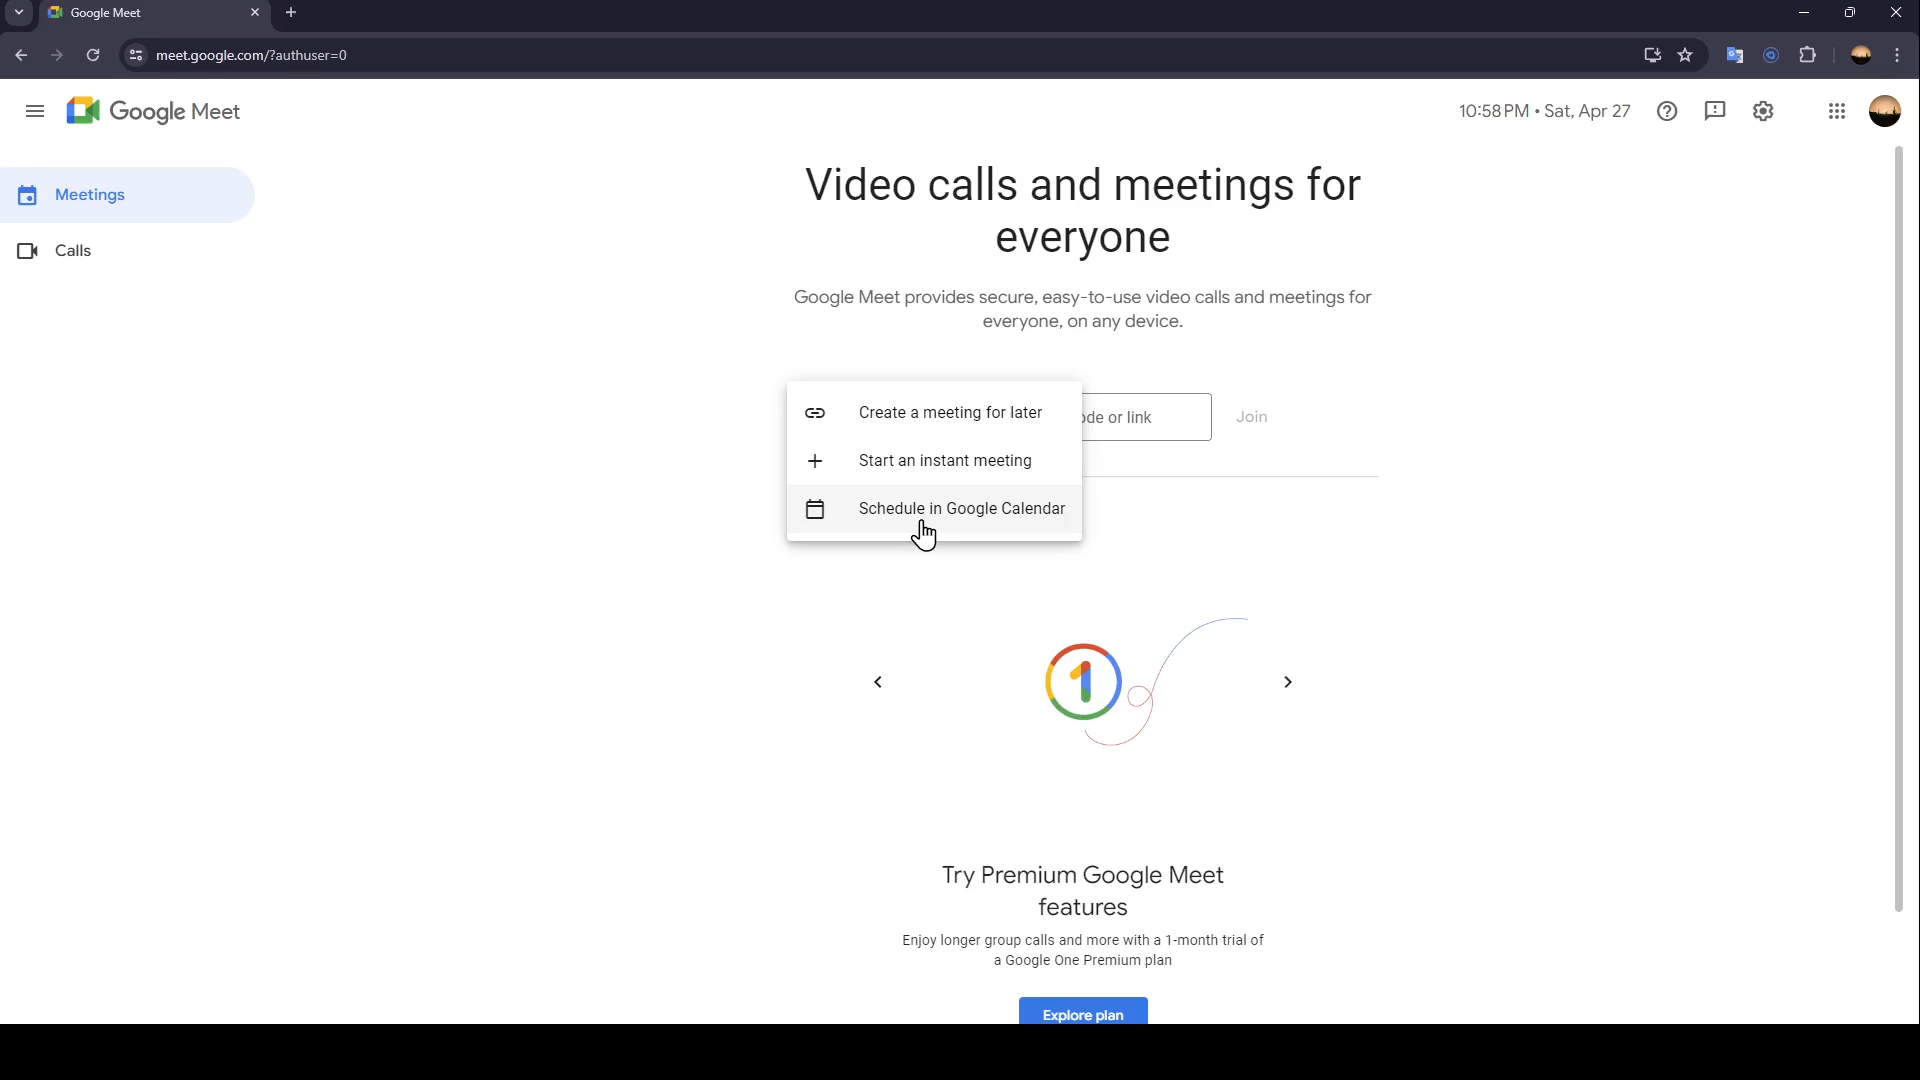 Google Meet
meet.google.com/?authuser=0
Google Meet
10:58 PM • Sat, Apr 27
Meetings
Calls
Video calls and meetings for
everyone
Google Meet provides secure, easy-to-use video calls and meetings for
everyone, on any device.
Create a meeting for later
or link
Join
Start an instant meeting
Schedule in Google Calendar
Try Premium Google Meet
features
Enjoy longer group calls and more with a 1-month trial of
a Google One Premium plan
Explore plan